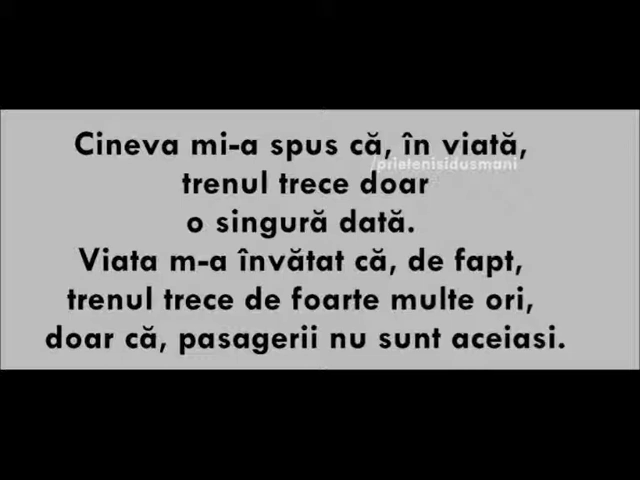 Cineva mi-a spus că, în viată,
/prietenisidusmani
trenul trece doar
o singură dată.
Viata m-a învătat că, de fapt,
trenul trece de foarte multe ori,
doar că, pasagerii nu sunt aceiasi.